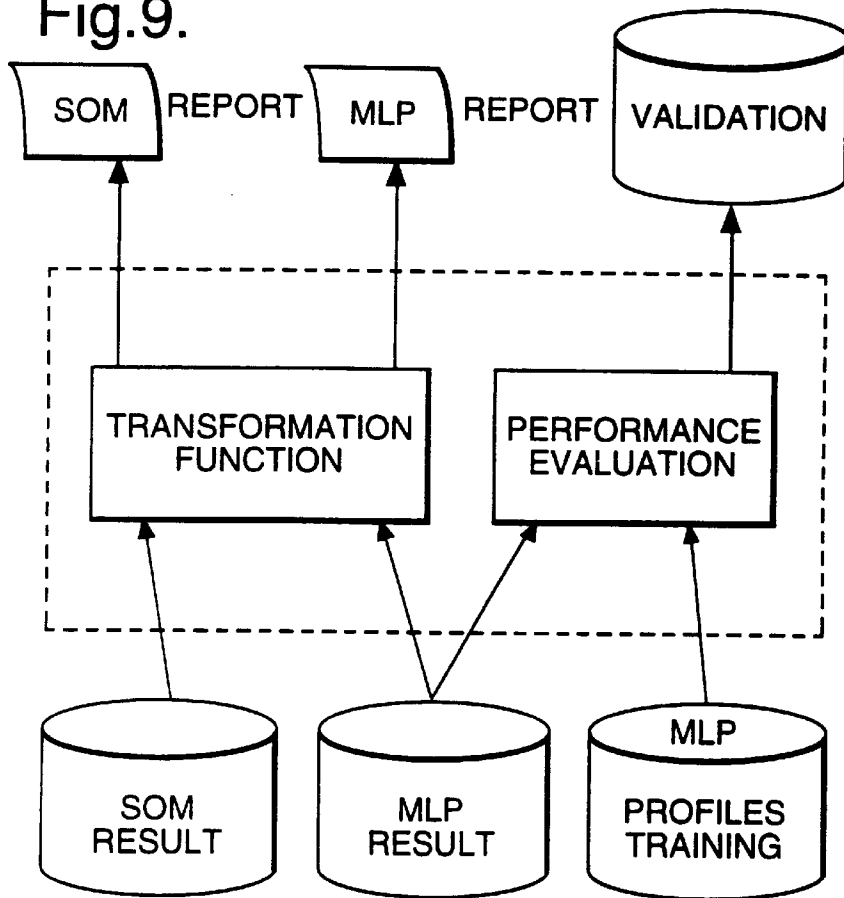 Fig.9.
SOM REPORT MLP REPORT VALIDATION
TRANSFORMATION
FUNCTION
PERFORMANCE
EVALUATION
SOM
RESULT
MLP
RESULT
MLP
PROFILES
TRAINING